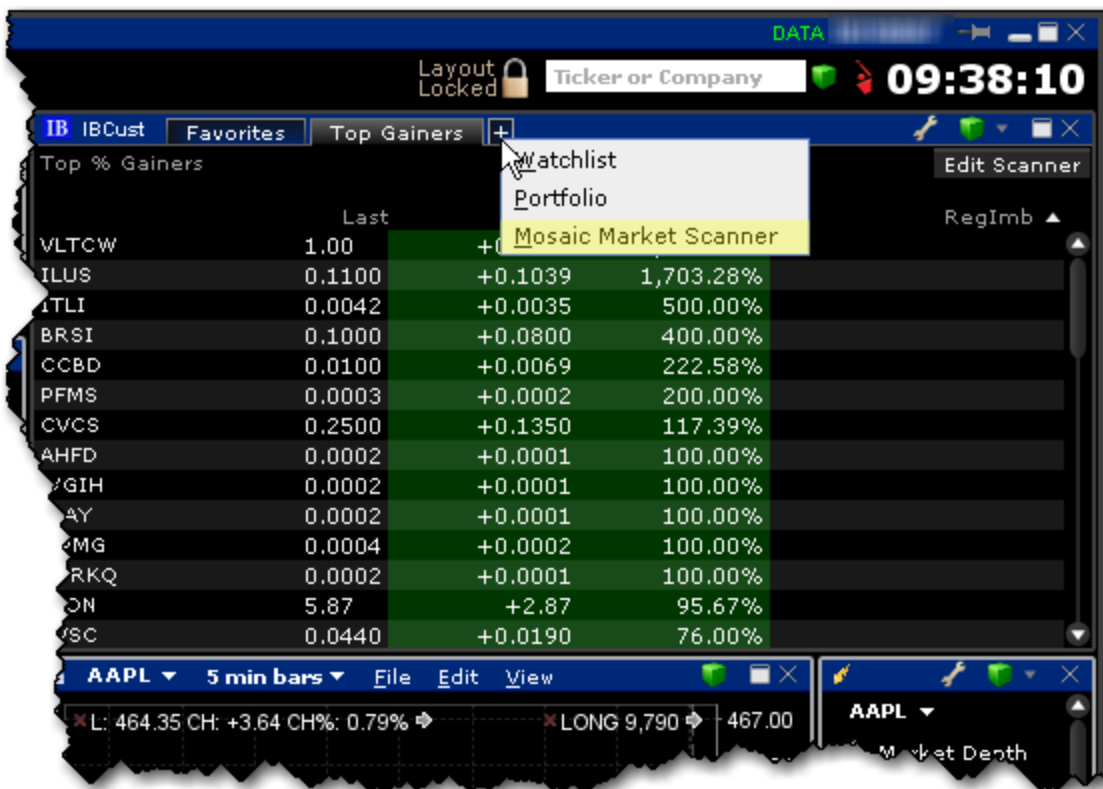 DATA
Layout Locked Ticker or Company 09:38:10
IB IBCust Favorites Top Gainers +
Watchlist
Top % Gainers Edit Scanner
Portfolio
Last RegImb
Mosaic Market Scanner
VLTCW 1.00
ILUS 0.1100 +0.1039 1,703.28%
ITLI 0.0042 +0.0035 500.00%
BRSI 0.1000 +0.0800 400.00%
CCBD 0.0100 +0.0069 222.58%
PFMS 0.0003 +0.0002 200.00%
CVCS 0.2500 +0.1350 117.39%
AHFD 0.0002 +0.0001 100.00%
0.0002 +0.0001 100.00%
0.0002 +0.0001 100.00%
0.0004 +0.0002 100.00%
0.0002 +0.0001 100.00%
5.87 +2.87 95.67%
0.0440 +0.0190 76.00%
AAPL 5 min bars File Edit View
L: 464.35 CH: +3.64 CH%: 0.79% LONG 9,790 467.00
AAPL
Market Depth